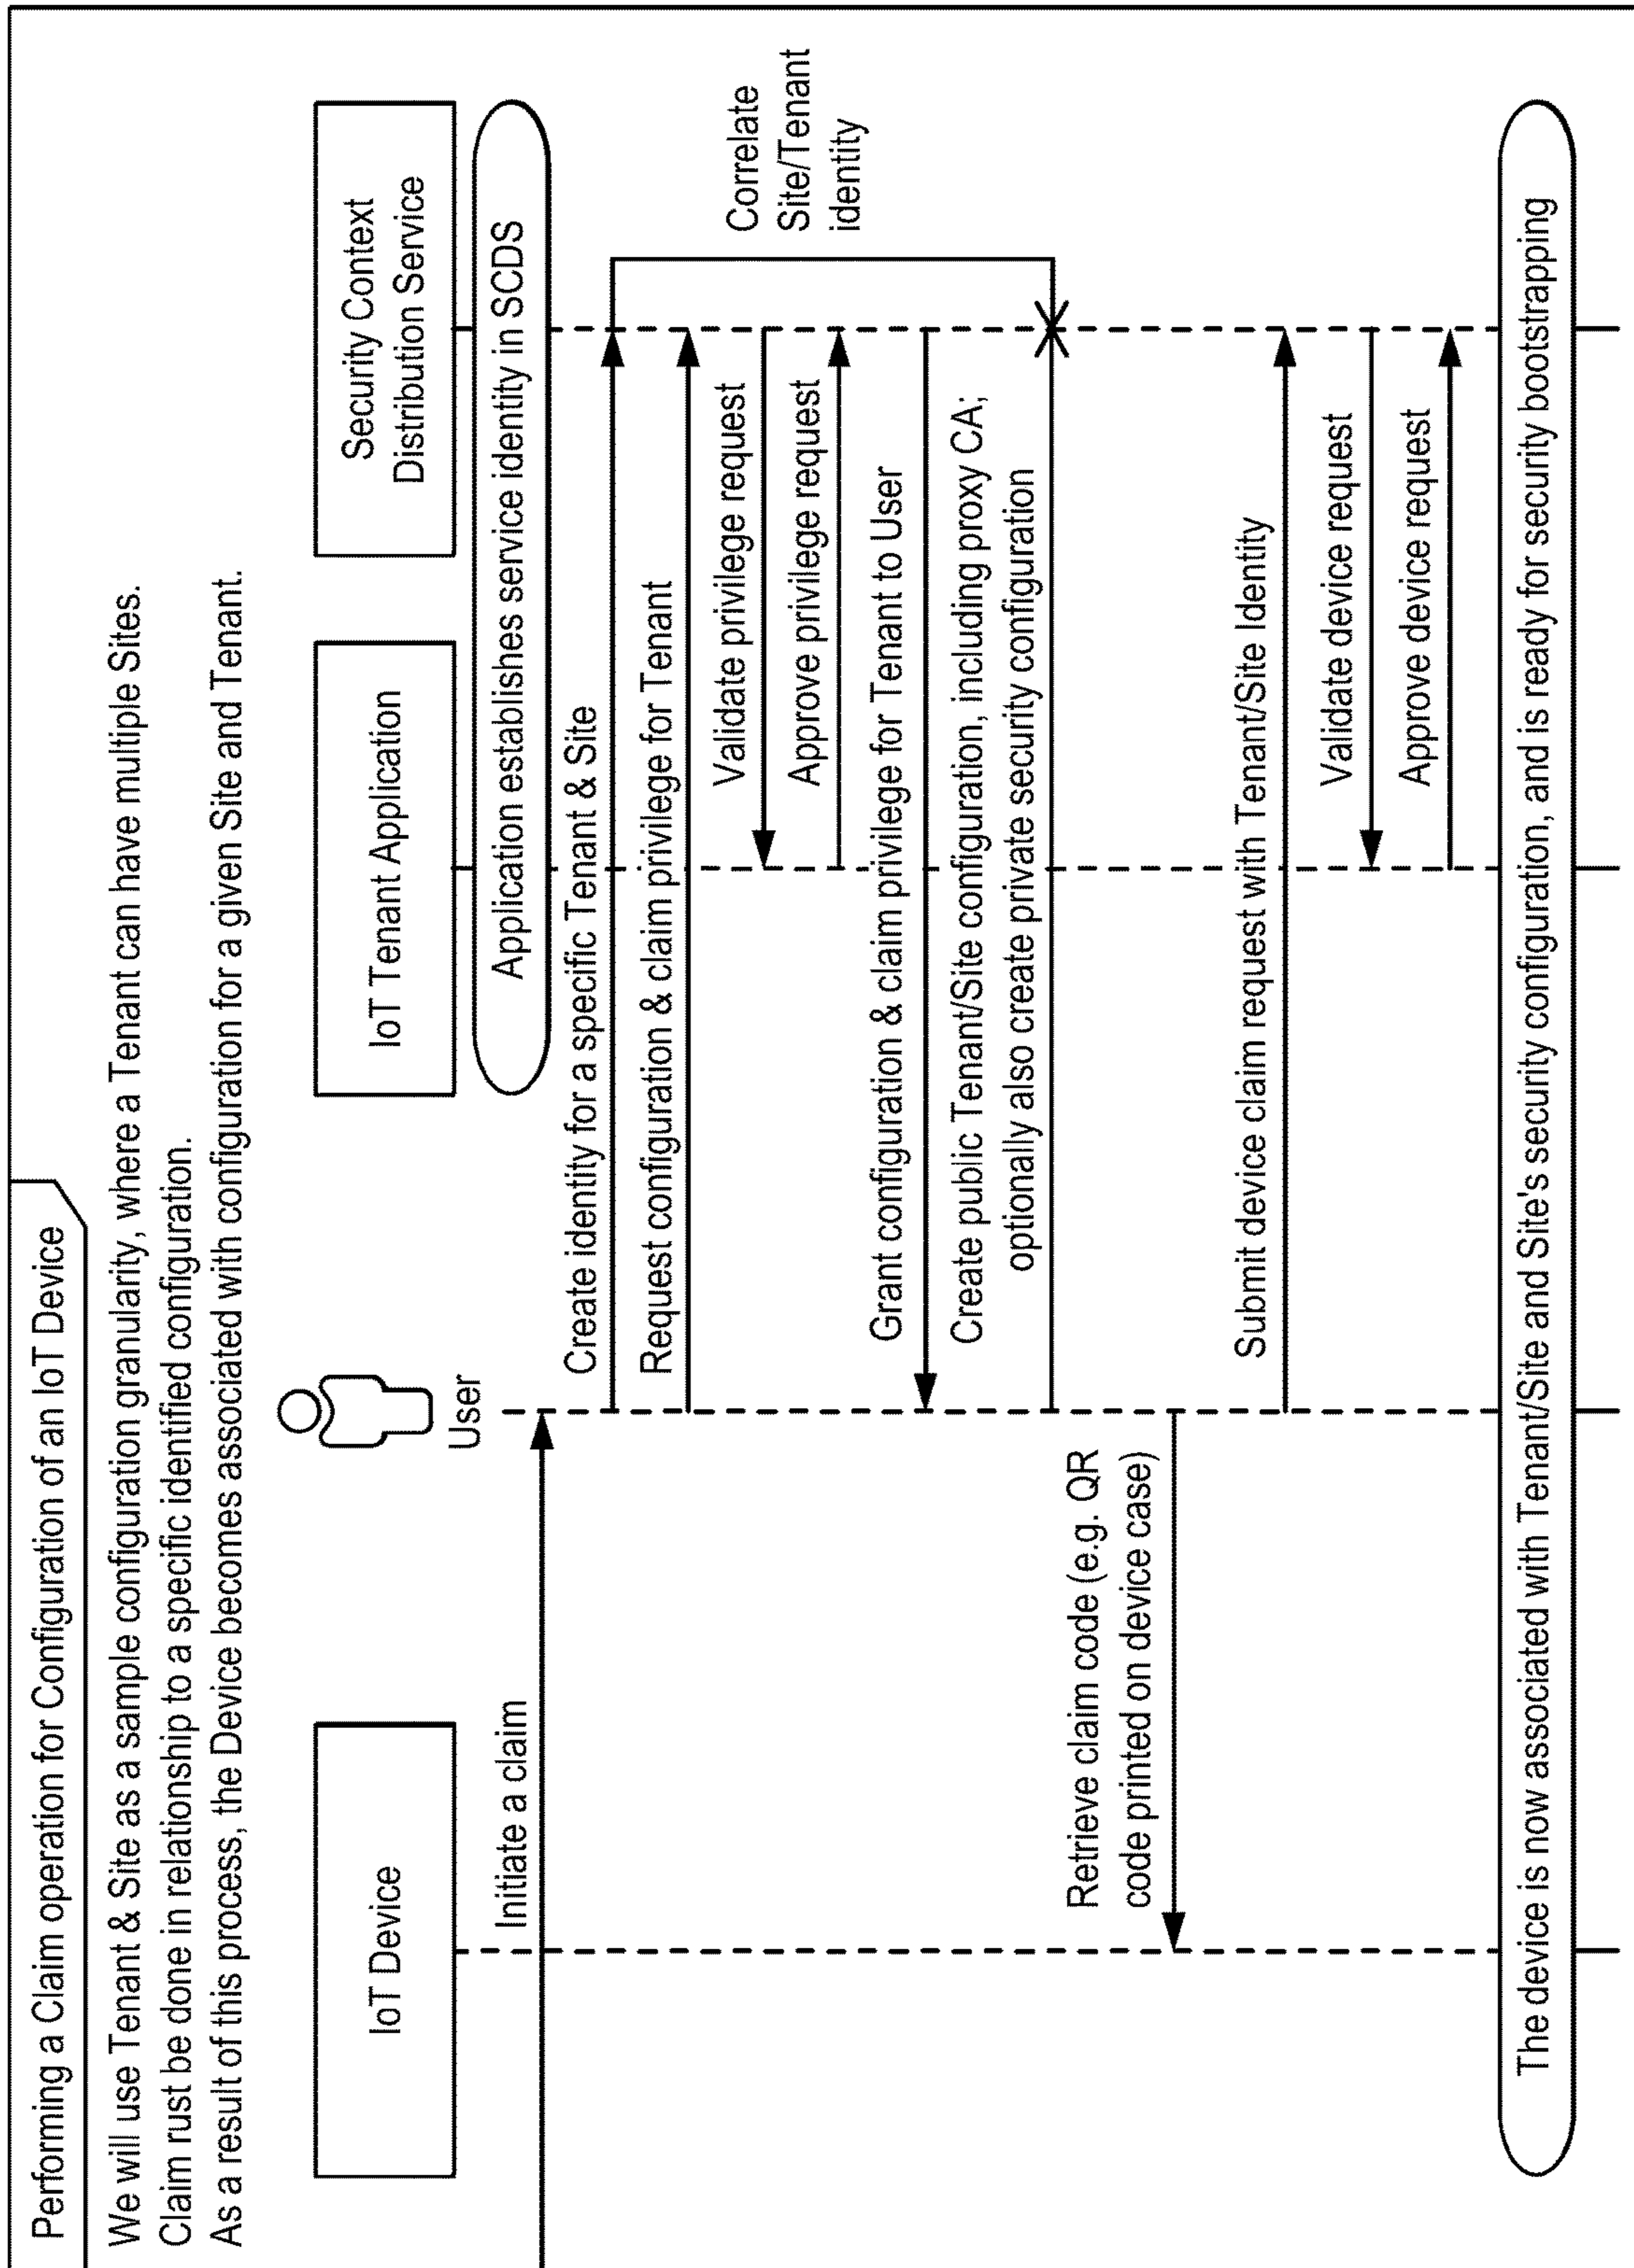 Performing a Claim operation for Configuration of an IoT Device
We will use Tenant & Site as a sample configuration granularity, where a Tenant can have multiple Sites.
Claim rust be done in relationship to a specific identified configuration.
As a result of this process, the Device becomes associated with configuration for a given Site and Tenant.
IoT Device
User
IoT Tenant Application
Security Context
Distribution Service
Application establishes service identity in SCDS
Initiate a claim
Create identity for a specific Tenant & Site
Request configuration & claim privilege for Tenant
Correlate
Site/Tenant
identity
Validate privilege request
Approve privilege request
Grant configuration & claim privilege for Tenant to User
Create public Tenant/Site configuration, including proxy CA;
optionally also create private security configuration
Retrieve claim code (e.g. QR
code printed on device case)
Submit device claim request with Tenant/Site Identity
Validate device request
Approve device request
The device is now associated with Tenant/Site and Site's security configuration, and is ready for security bootstrapping